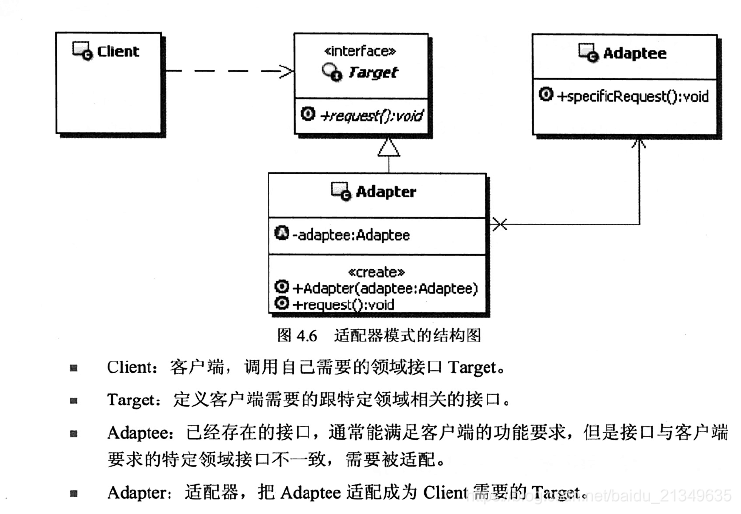 Client
«interface»
Target
+request():void
Adaptee
+specificRequest():void
Adapter
-adaptee:Adaptee
«create»
+Adapter(adaptee:Adaptee)
+request():void
图 4.6 适配器模式的结构图
■ Client：客户端，调用自己需要的领域接口 Target。
■ Target：定义客户端需要的跟特定领域相关的接口。
■ Adaptee：已经存在的接口，通常能满足客户端的功能要求，但是接口与客户端
要求的特定领域接口不一致，需要被适配。
■ Adapter：适配器，把 Adaptee 适配成为 Client 需要的 Target。
net/baidu_21349635